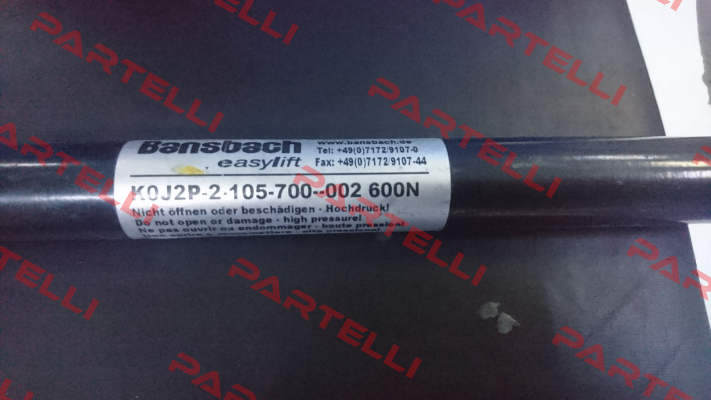 Bansbach
easylift
www.bansbach.de
Tel: +49(0)7172/9107-0
Fax: +49(0)7172/9107-44
K0J2P-2-105-700--002 600N
Nicht öffnen oder beschädigen - Hochdruck!
Do not open or damage - high pressure!
Ne pas ouvrir ou endommager - haute pression!
PARTELLI
PARTELLI
PARTELLI
PARTELLI
PARTELLI
PARTELLI
PARTELLI